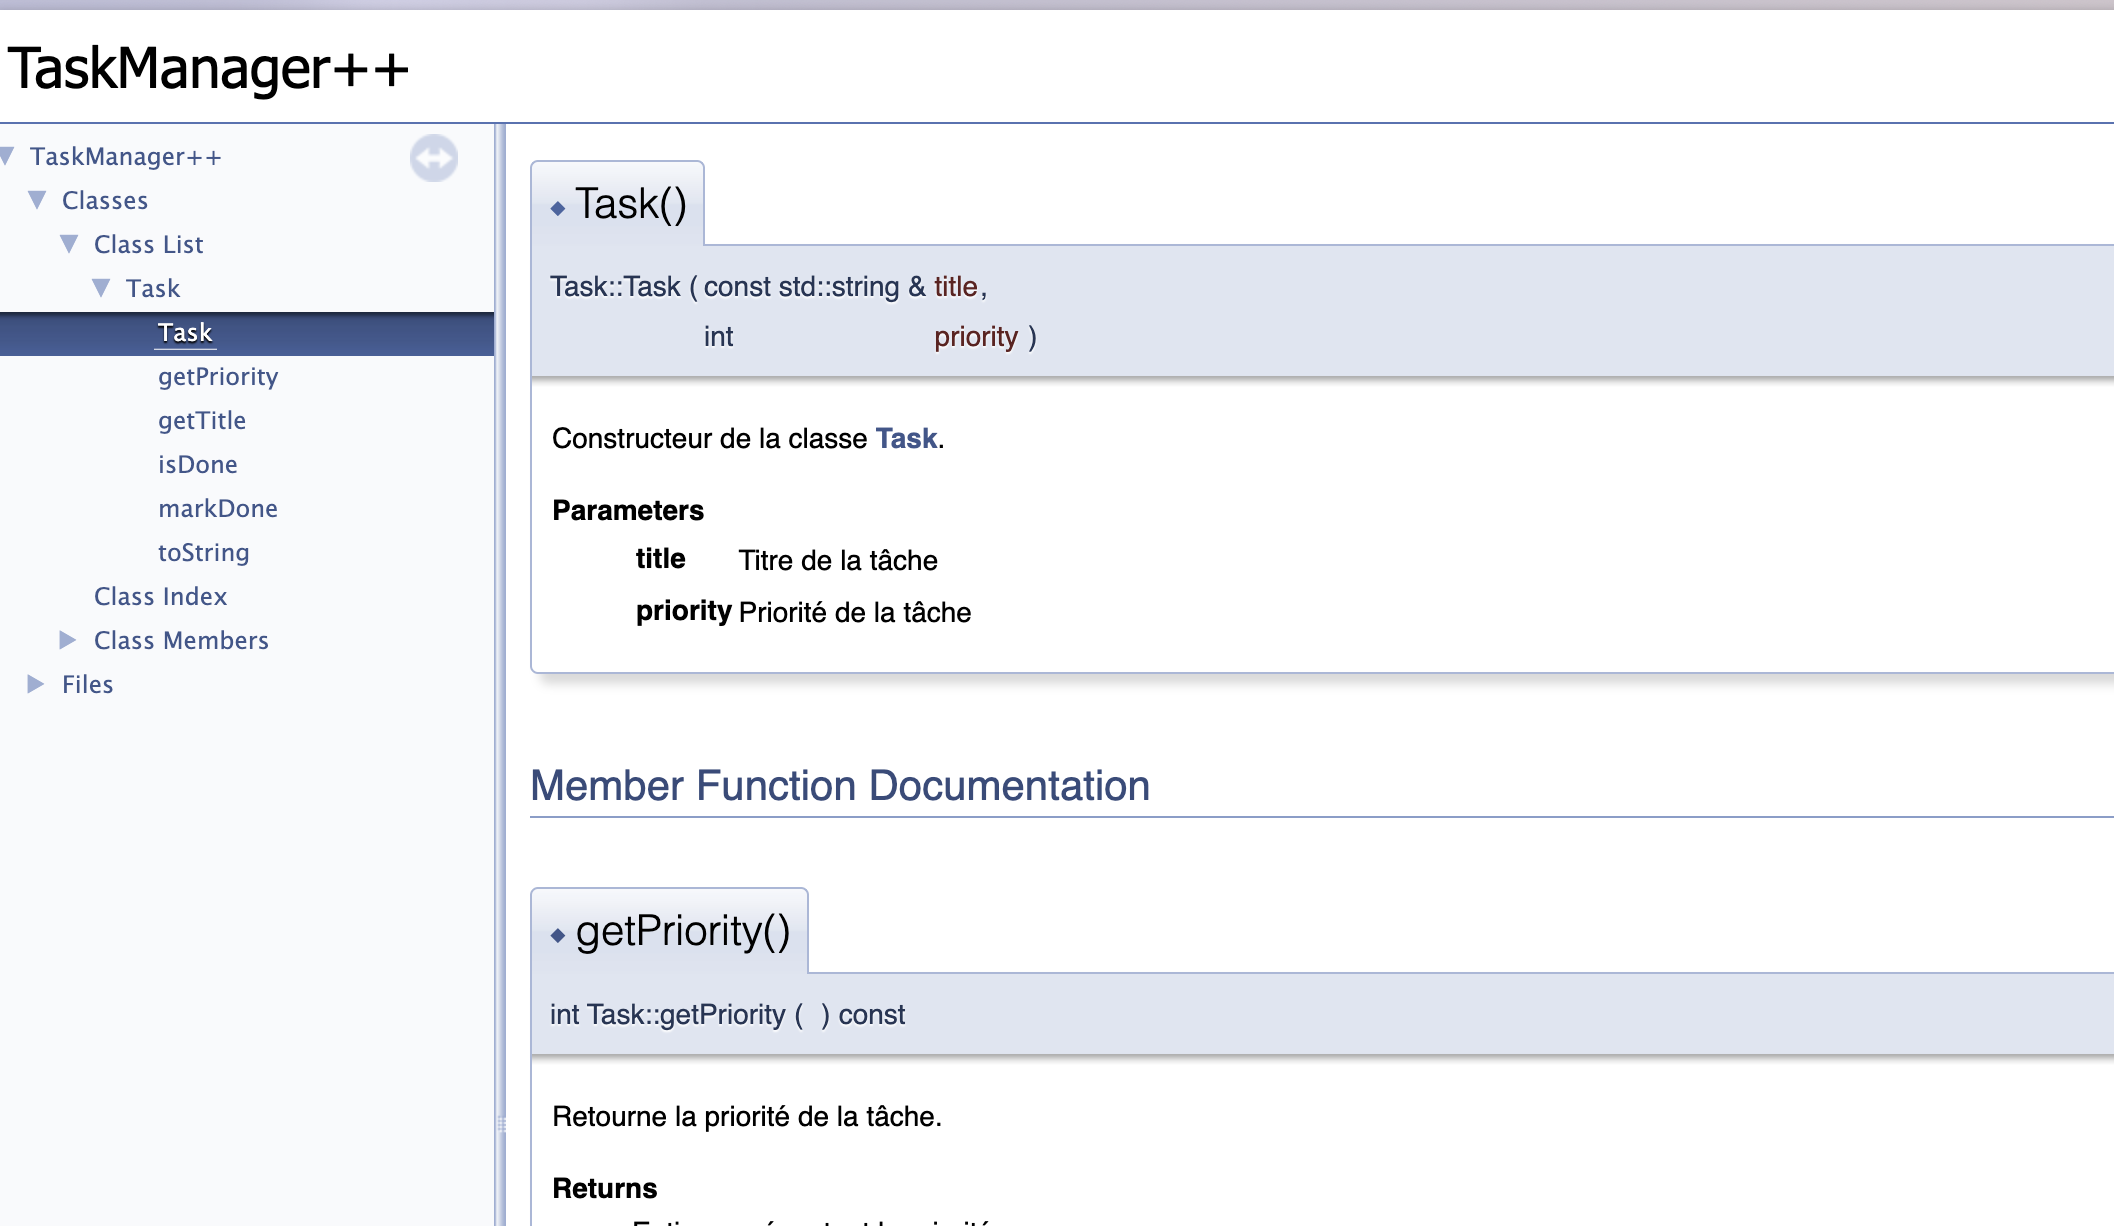 TaskManager++
TaskManager++
Classes
Class List
Task
Task
getPriority
getTitle
isDone
markDone
toString
Class Index
Class Members
Files
Task()
Task::Task ( const std::string & title,
int priority )
Constructeur de la classe Task.
Parameters
title Titre de la tâche
priority Priorité de la tâche
Member Function Documentation
getPriority()
int Task::getPriority ( ) const
Retourne la priorité de la tâche.
Returns